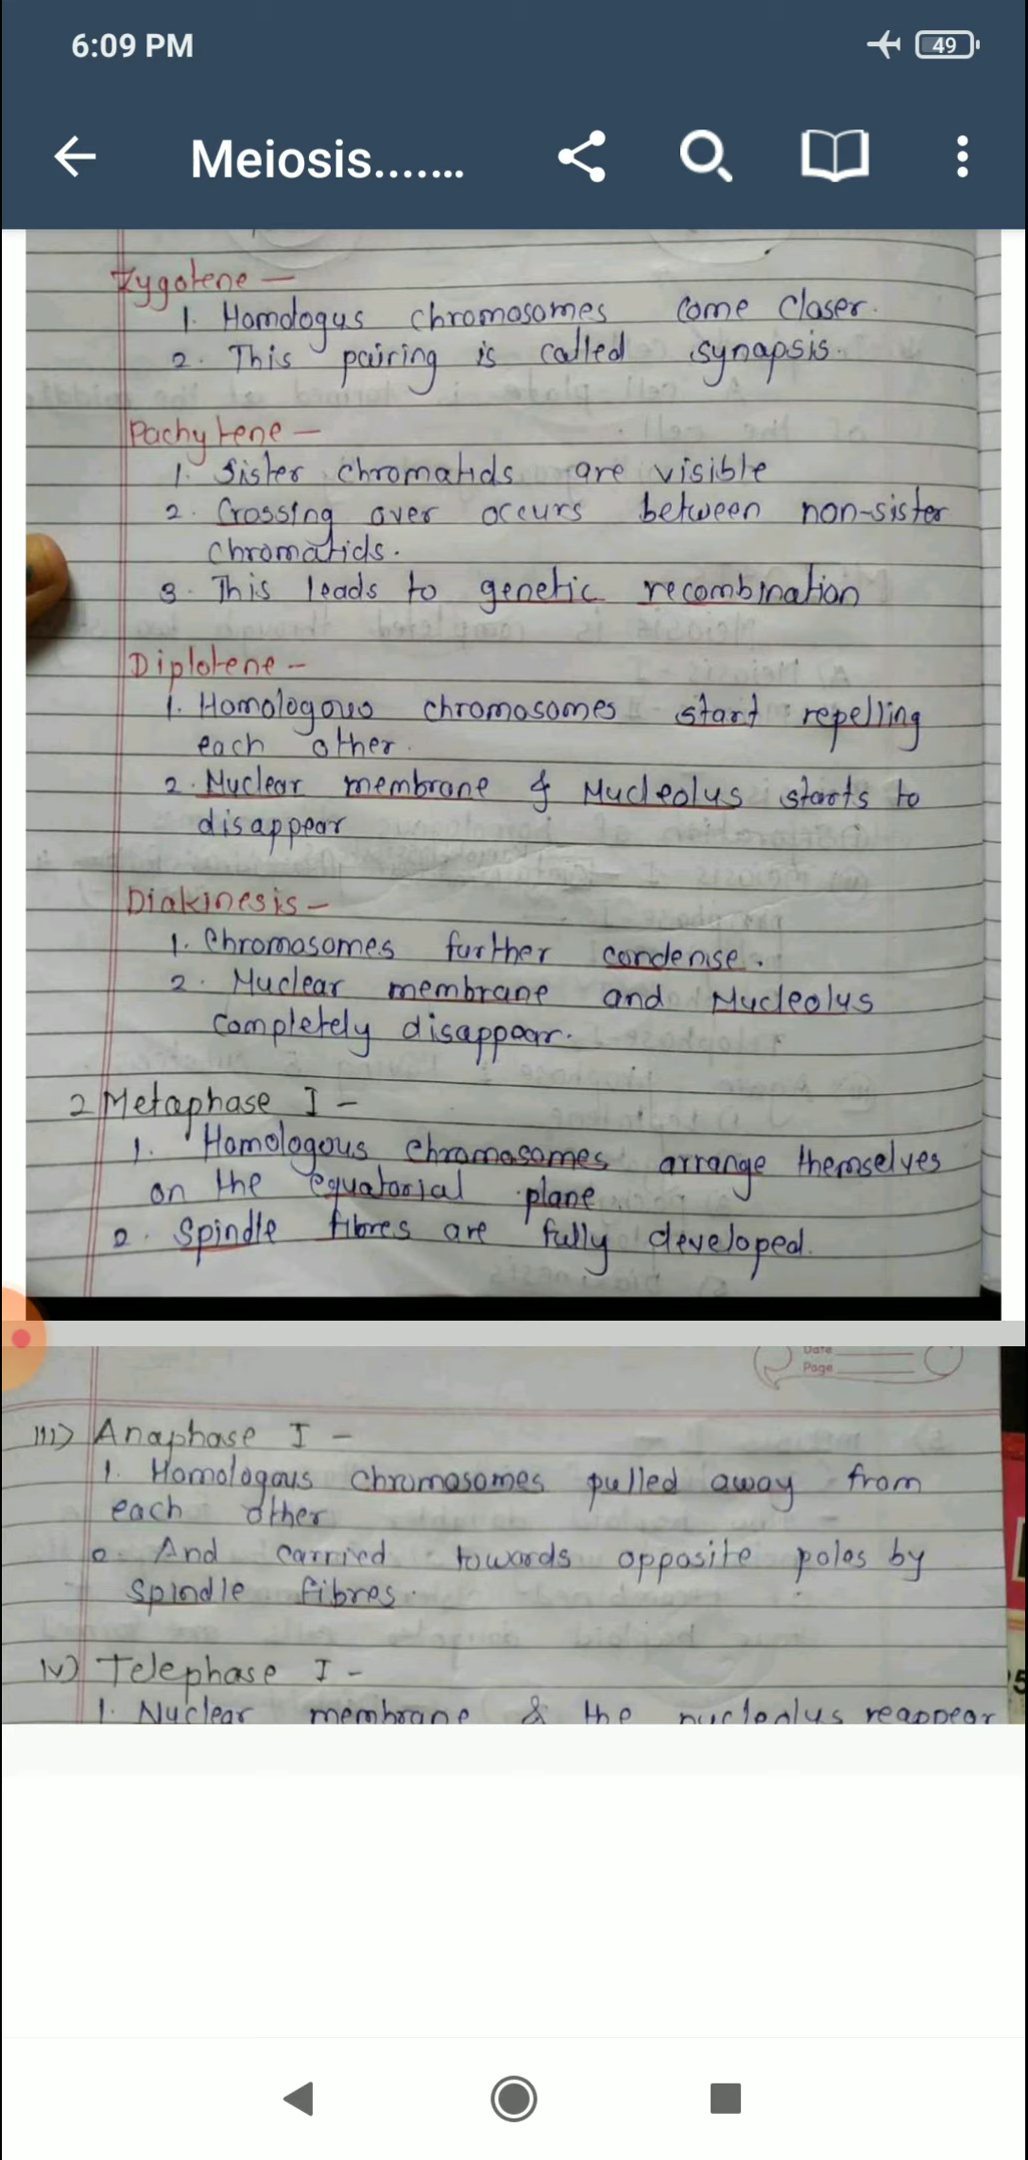 6:09 PM
49
Meiosis.......
Zygotene —
1. Homologus chromosomes come closer.
2. This pairing is called synapsis.
Pachytene —
1. Sister chromatids are visible
2. Crossing over occurs between non-sister
chromatids.
3. This leads to genetic recombination
Diplotene -
1. Homologous chromosomes start repelling
each other.
2. Nuclear membrane & Nucleolus starts to
disappear
Diakinesis -
1. Chromosomes further condense.
2. Nuclear membrane and Nucleolus
completely disappear.
2 Metaphase I -
1. Homologous chromosomes arrange themselves
on the equatorial plane
2. Spindle fibres are fully developed.
Date
Page
III) Anaphase I -
1. Homologous chromosomes pulled away from
each other
o. And carried towards opposite poles by
spindle fibres.
IV) Telephase I -
1. Nuclear membrane & the nucleolus reappear